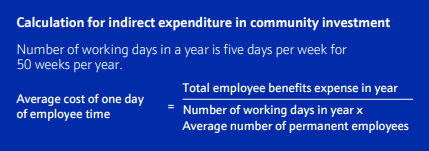 Calculation for indirect expenditure in community investment
Number of working days in a year is five days per week for
50 weeks per year.
Average cost of one day
of employee time
=
Total employee benefits expense in year
Number of working days in year x
Average number of permanent employees